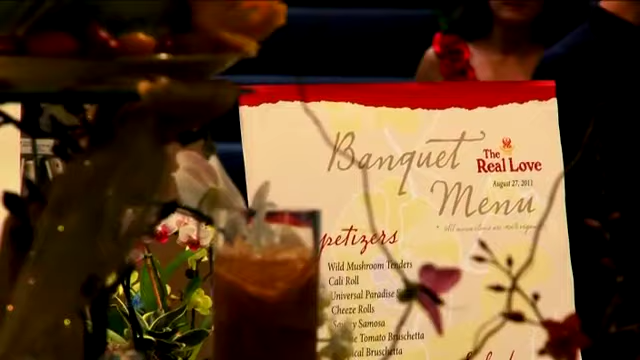 Banquet
The
Real Love
August 27, 2011
Menu
petizers
Wild Mushroom Tenders
Cali Roll
Universal Paradise
Cheeze Rolls
Samosa
Tomato Bruschetta
Bruschetta